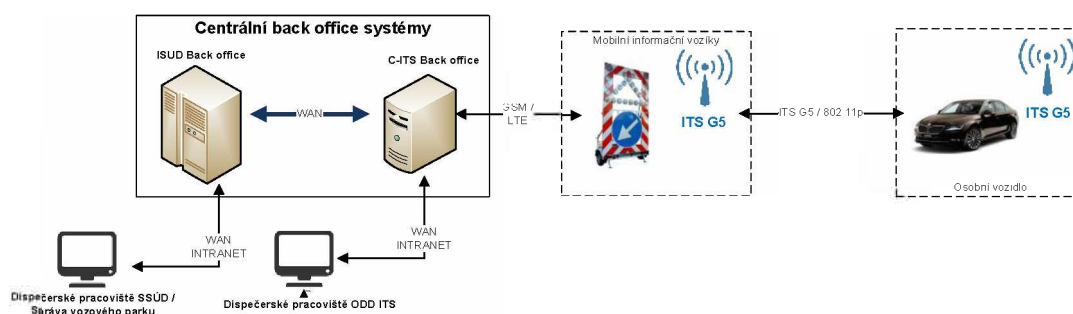 Centrální back office systémy
ISUD Back office
C-ITS Back office
WAN
GSM /
LTE
Mobilní informační vozíky
ITS G5
ITS G5 / 802 11p
ITS G5
Osobní vozidlo
WAN
INTRANET
WAN
INTRANET
Dispečerské pracoviště SSÚD /
Správa vozového parku
Dispečerské pracoviště ODD ITS